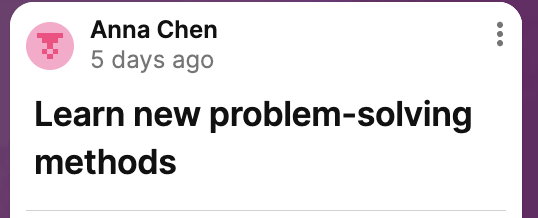 Anna Chen
5 days ago
Learn new problem-solving
methods